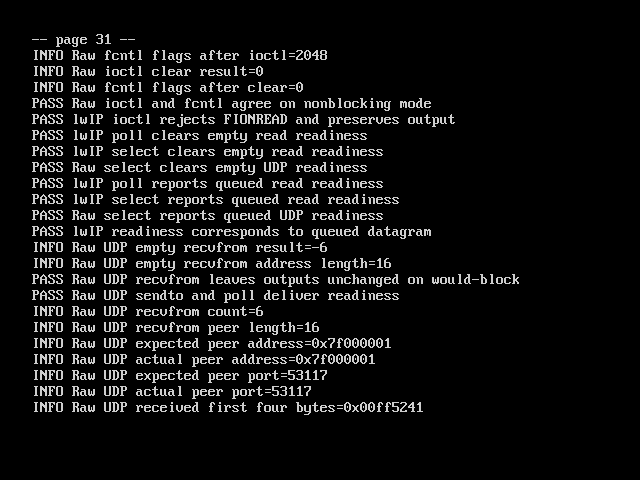 -- page 31 --
INFO Raw fcntl flags after ioctl=2048
INFO Raw ioctl clear result=0
INFO Raw fcntl flags after clear=0
PASS Raw ioctl and fcntl agree on nonblocking mode
PASS lwIP ioctl rejects FIONREAD and preserves output
PASS lwIP poll clears empty read readiness
PASS lwIP select clears empty read readiness
PASS Raw select clears empty UDP readiness
PASS lwIP poll reports queued read readiness
PASS lwIP select reports queued read readiness
PASS Raw select reports queued UDP readiness
PASS lwIP readiness corresponds to queued datagram
INFO Raw UDP empty recvfrom result=-6
INFO Raw UDP empty recvfrom address length=16
PASS Raw UDP recvfrom leaves outputs unchanged on would-block
PASS Raw UDP sendto and poll deliver readiness
INFO Raw UDP recvfrom count=6
INFO Raw UDP recvfrom peer length=16
INFO Raw UDP expected peer address=0x7f000001
INFO Raw UDP actual peer address=0x7f000001
INFO Raw UDP expected peer port=53117
INFO Raw UDP actual peer port=53117
INFO Raw UDP received first four bytes=0x00ff5241